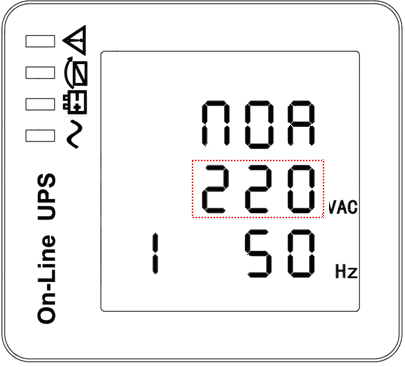 NOA
220 VAC
1 50 Hz
On-Line UPS